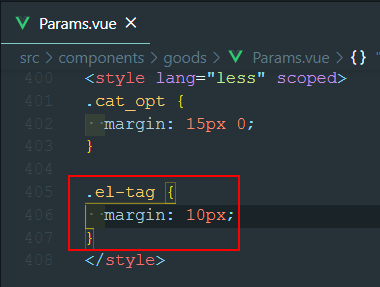 Params.vue ×
src > components > goods > Params.vue > {} "
400 <style lang="less" scoped>
401 .cat_opt {
402 margin: 15px 0;
403 }
404
405 .el-tag {
406 margin: 10px;
407 }
408 </style>